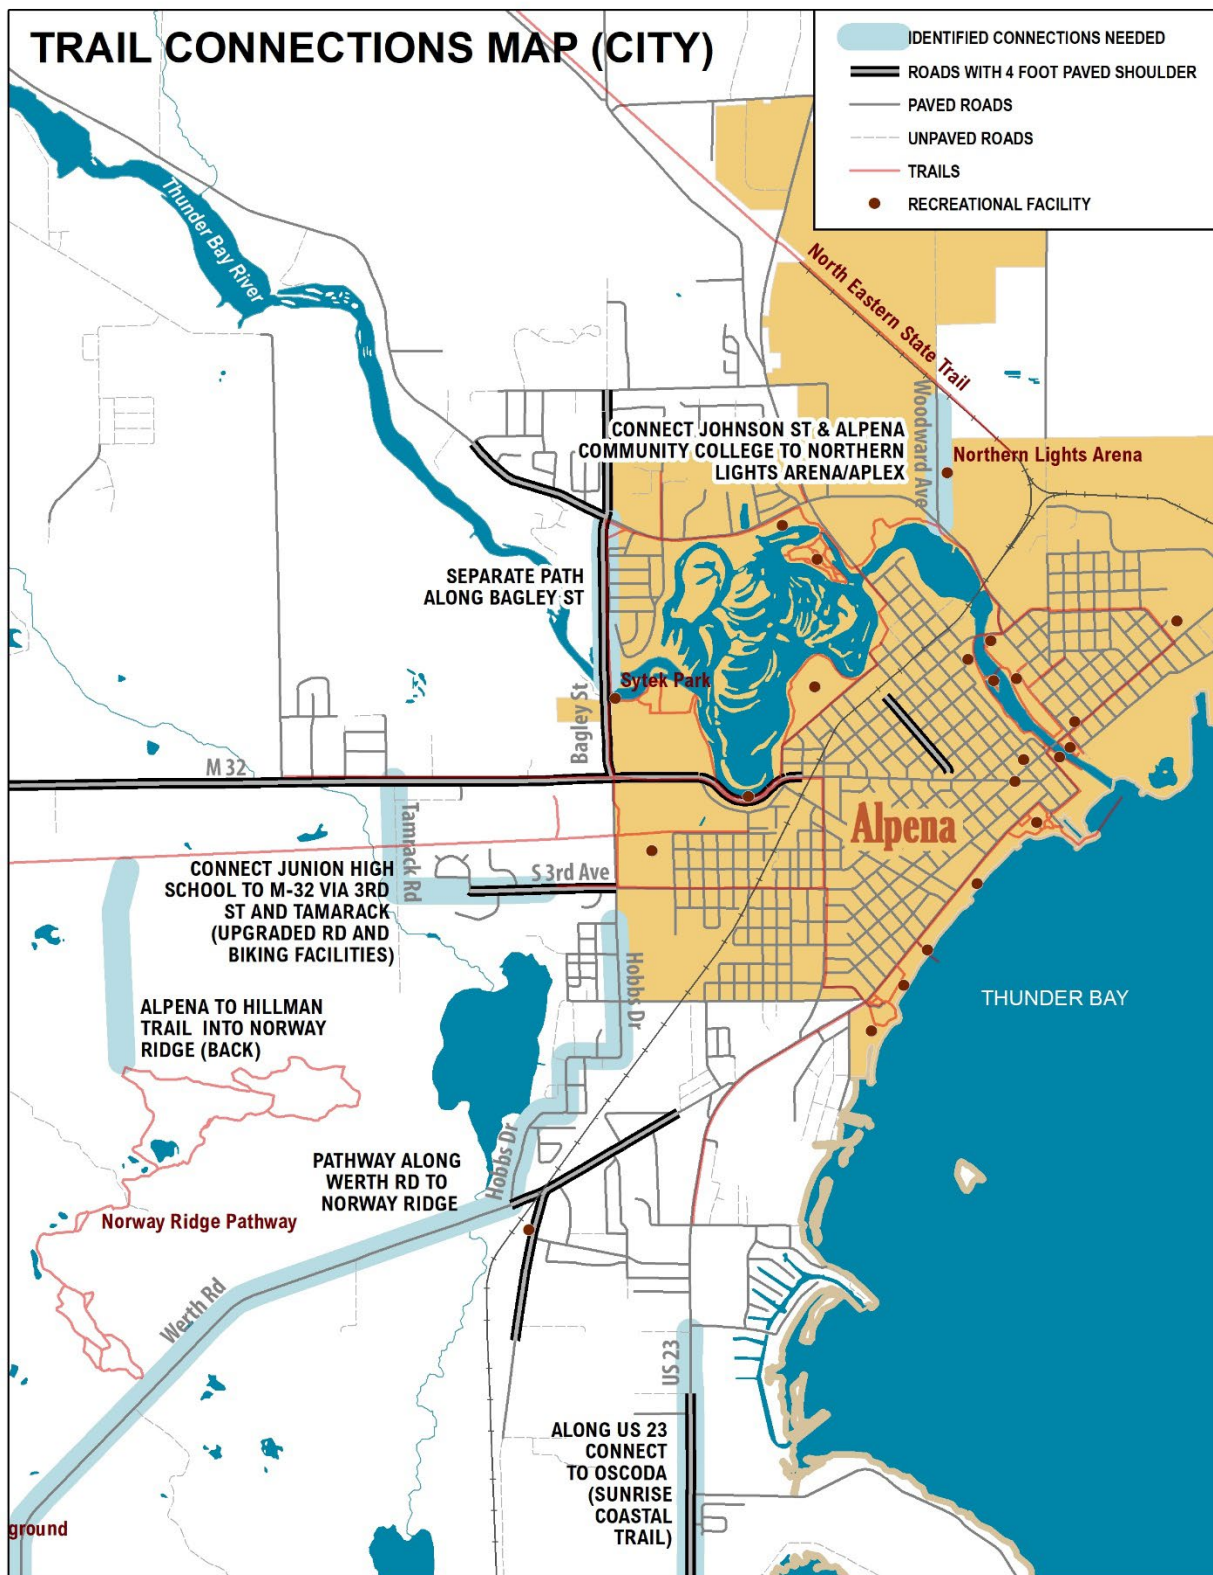 TRAIL CONNECTIONS MAP (CITY)
IDENTIFIED CONNECTIONS NEEDED
ROADS WITH 4 FOOT PAVED SHOULDER
PAVED ROADS
UNPAVED ROADS
TRAILS
RECREATIONAL FACILITY
Thunder Bay River
North Eastern State Trail
Woodward Ave
CONNECT JOHNSON ST & ALPENA
COMMUNITY COLLEGE TO NORTHERN
LIGHTS ARENA/APLEX
Northern Lights Arena
SEPARATE PATH
ALONG BAGLEY ST
Sytek Park
Bagley St
M 32
Tamrack Rd
Alpena
CONNECT JUNION HIGH
SCHOOL TO M-32 VIA 3RD
ST AND TAMARACK
(UPGRADED RD AND
BIKING FACILITIES)
S 3rd Ave
Hobbs Dr
THUNDER BAY
ALPENA TO HILLMAN
TRAIL INTO NORWAY
RIDGE (BACK)
PATHWAY ALONG
WERTH RD TO
NORWAY RIDGE
Hobbs Dr
Norway Ridge Pathway
Werth Rd
US 23
ALONG US 23
CONNECT
TO OSCODA
(SUNRISE
COASTAL
TRAIL)
ground